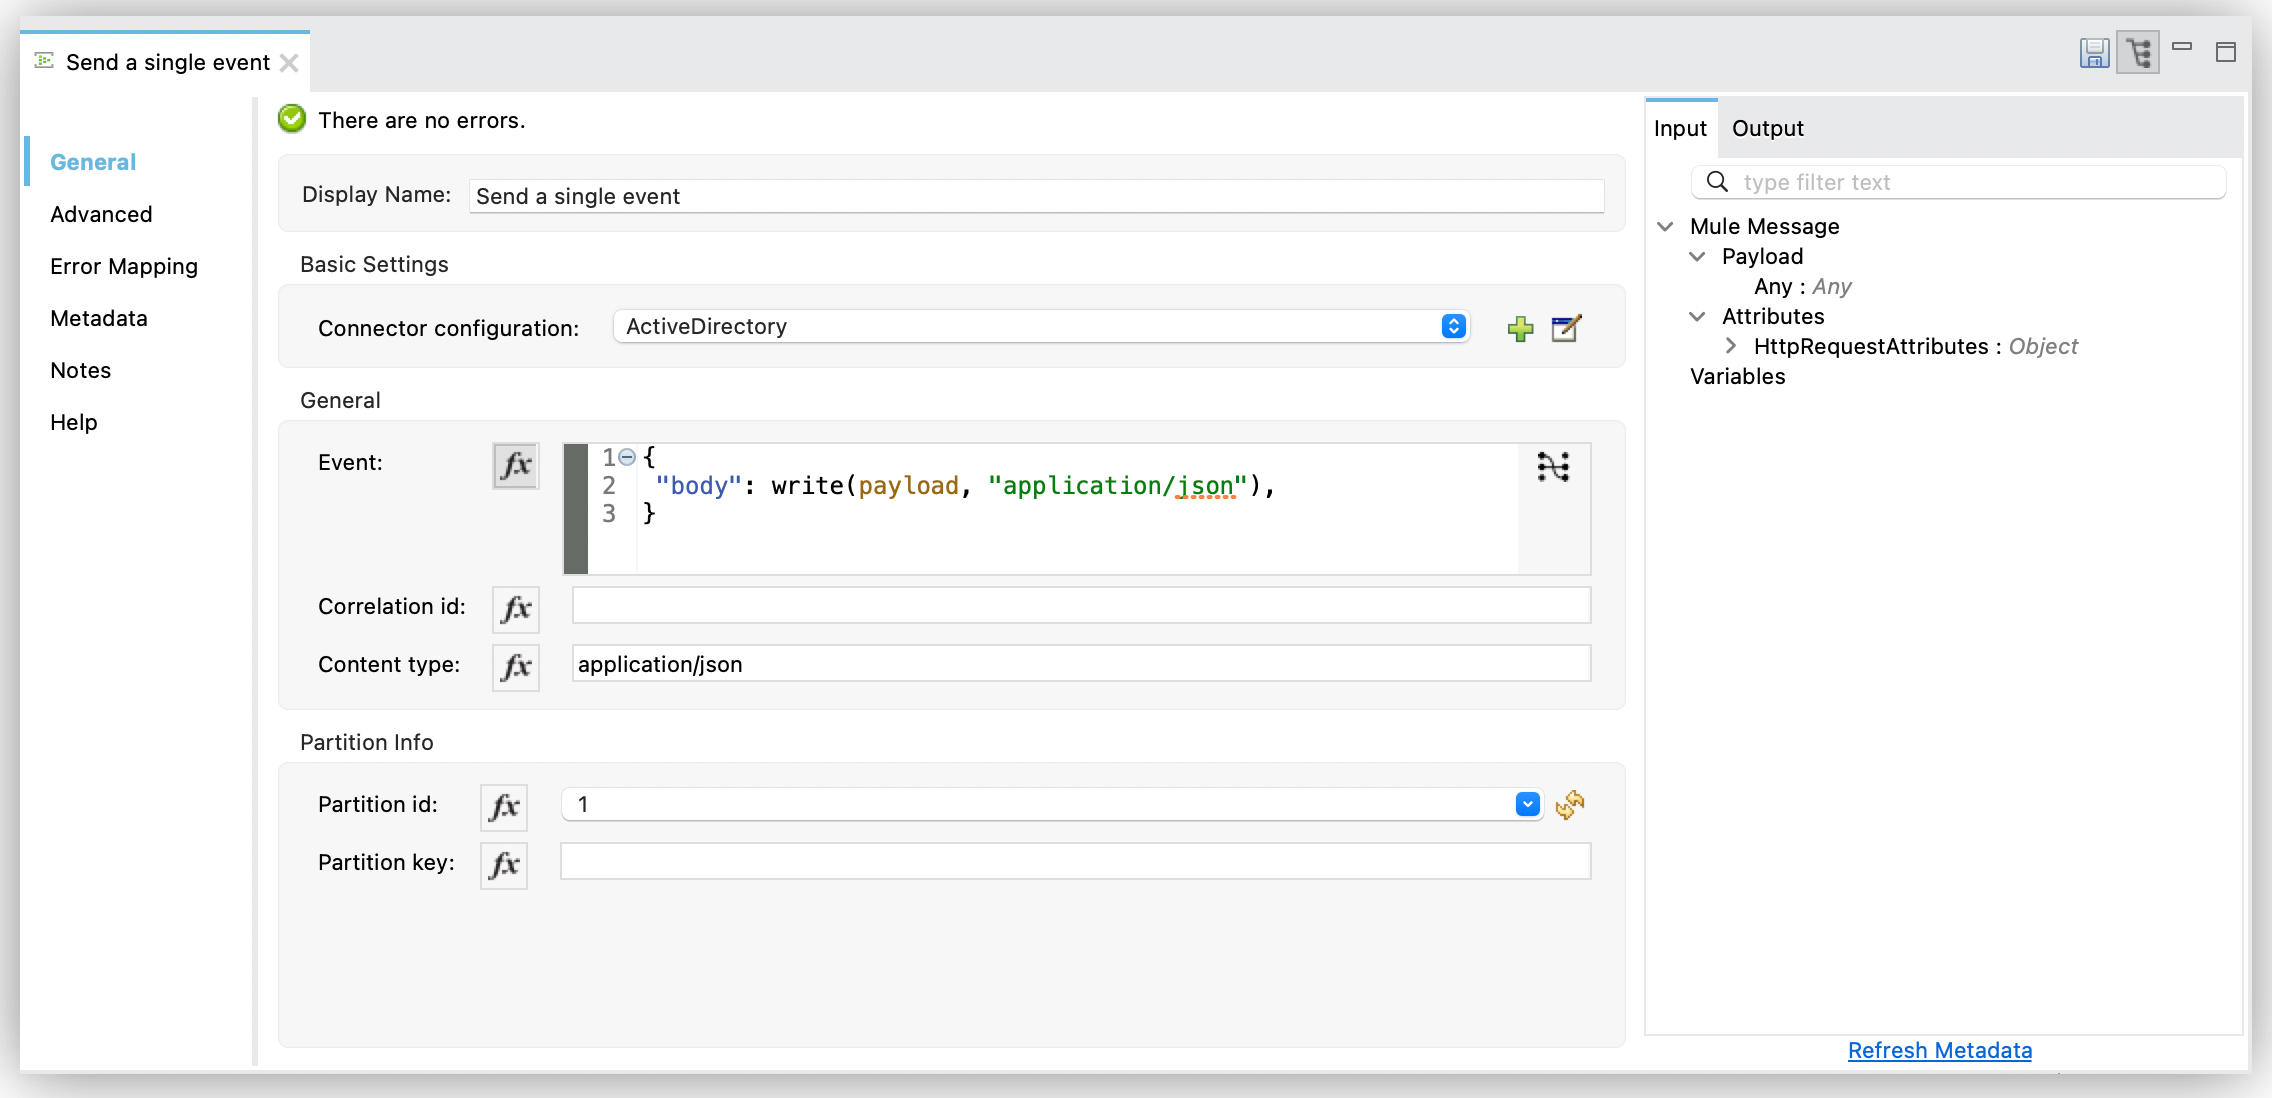 Send a single event
General
Advanced
Error Mapping
Metadata
Notes
Help
There are no errors.
Display Name: Send a single event
Basic Settings
Connector configuration: ActiveDirectory
General
Event: fx
1 {
2 "body": write(payload, "application/json"),
3 }
Correlation id: fx
Content type: fx application/json
Partition Info
Partition id: fx 1
Partition key: fx
Input Output
type filter text
Mule Message
Payload
Any : Any
Attributes
HttpRequestAttributes : Object
Variables
Refresh Metadata